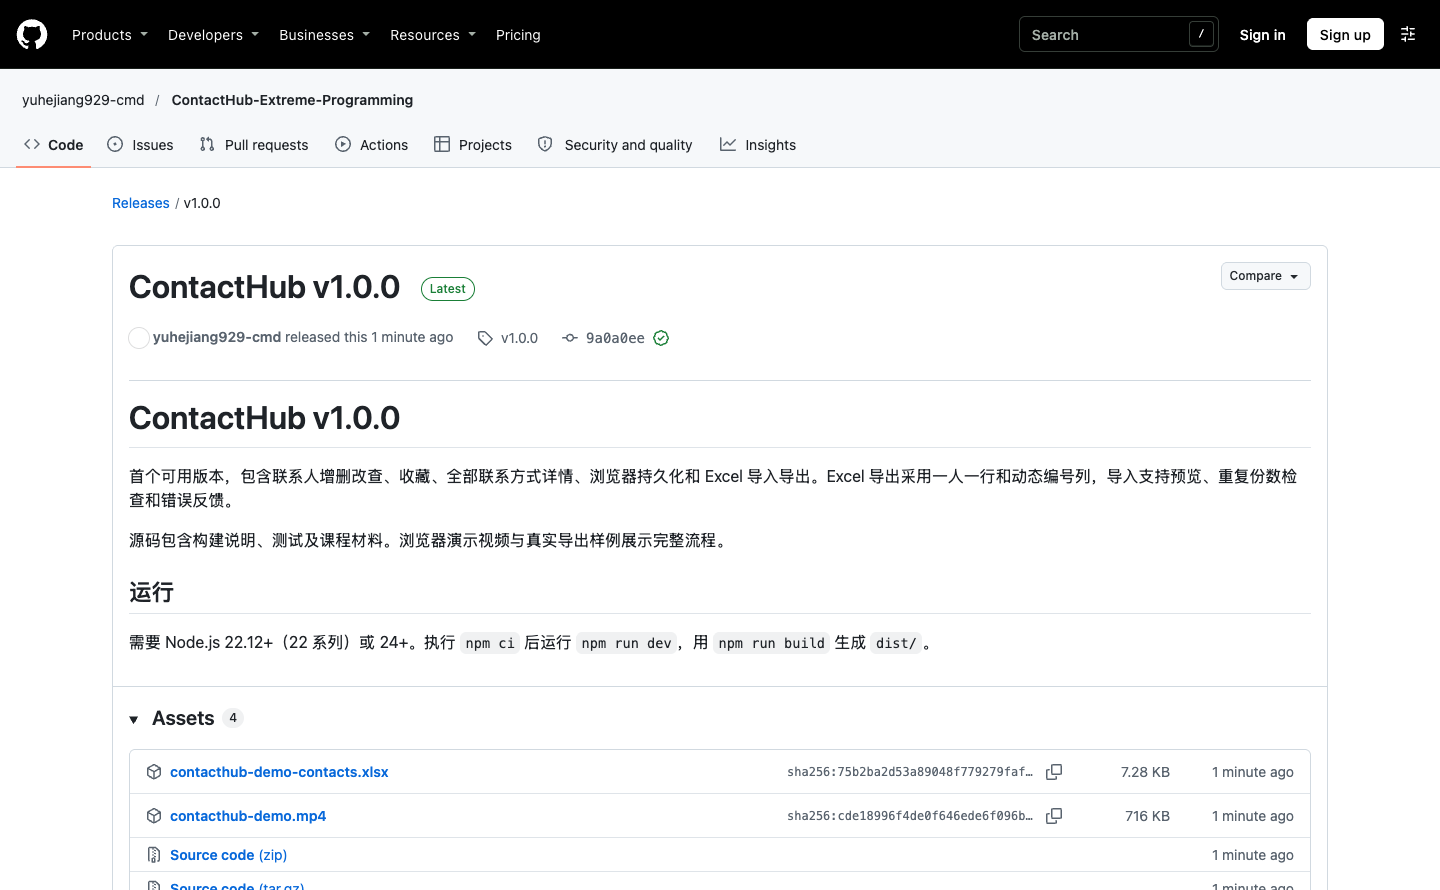 Products Developers Businesses Resources Pricing Search / Sign in Sign up
yuhejiang929-cmd / ContactHub-Extreme-Programming
Code Issues Pull requests Actions Projects Security and quality Insights
Releases / v1.0.0
ContactHub v1.0.0 Latest Compare
yuhejiang929-cmd released this 1 minute ago v1.0.0 9a0a0ee
ContactHub v1.0.0
首个可用版本，包含联系人增删改查、收藏、全部联系方式详情、浏览器持久化和 Excel 导入导出。Excel 导出采用一人一行和动态编号列，导入支持预览、重复份数检
查和错误反馈。
源码包含构建说明、测试及课程材料。浏览器演示视频与真实导出样例展示完整流程。
运行
需要 Node.js 22.12+（22 系列）或 24+。执行 npm ci 后运行 npm run dev，用 npm run build 生成 dist/ 。
Assets 4
contacthub-demo-contacts.xlsx sha256:75b2ba2d53a89048f779279faf… 7.28 KB 1 minute ago
contacthub-demo.mp4 sha256:cde18996f4de0f646ede6f096b… 716 KB 1 minute ago
Source code (zip) 1 minute ago
Source code (tar.gz) 1 minute ago